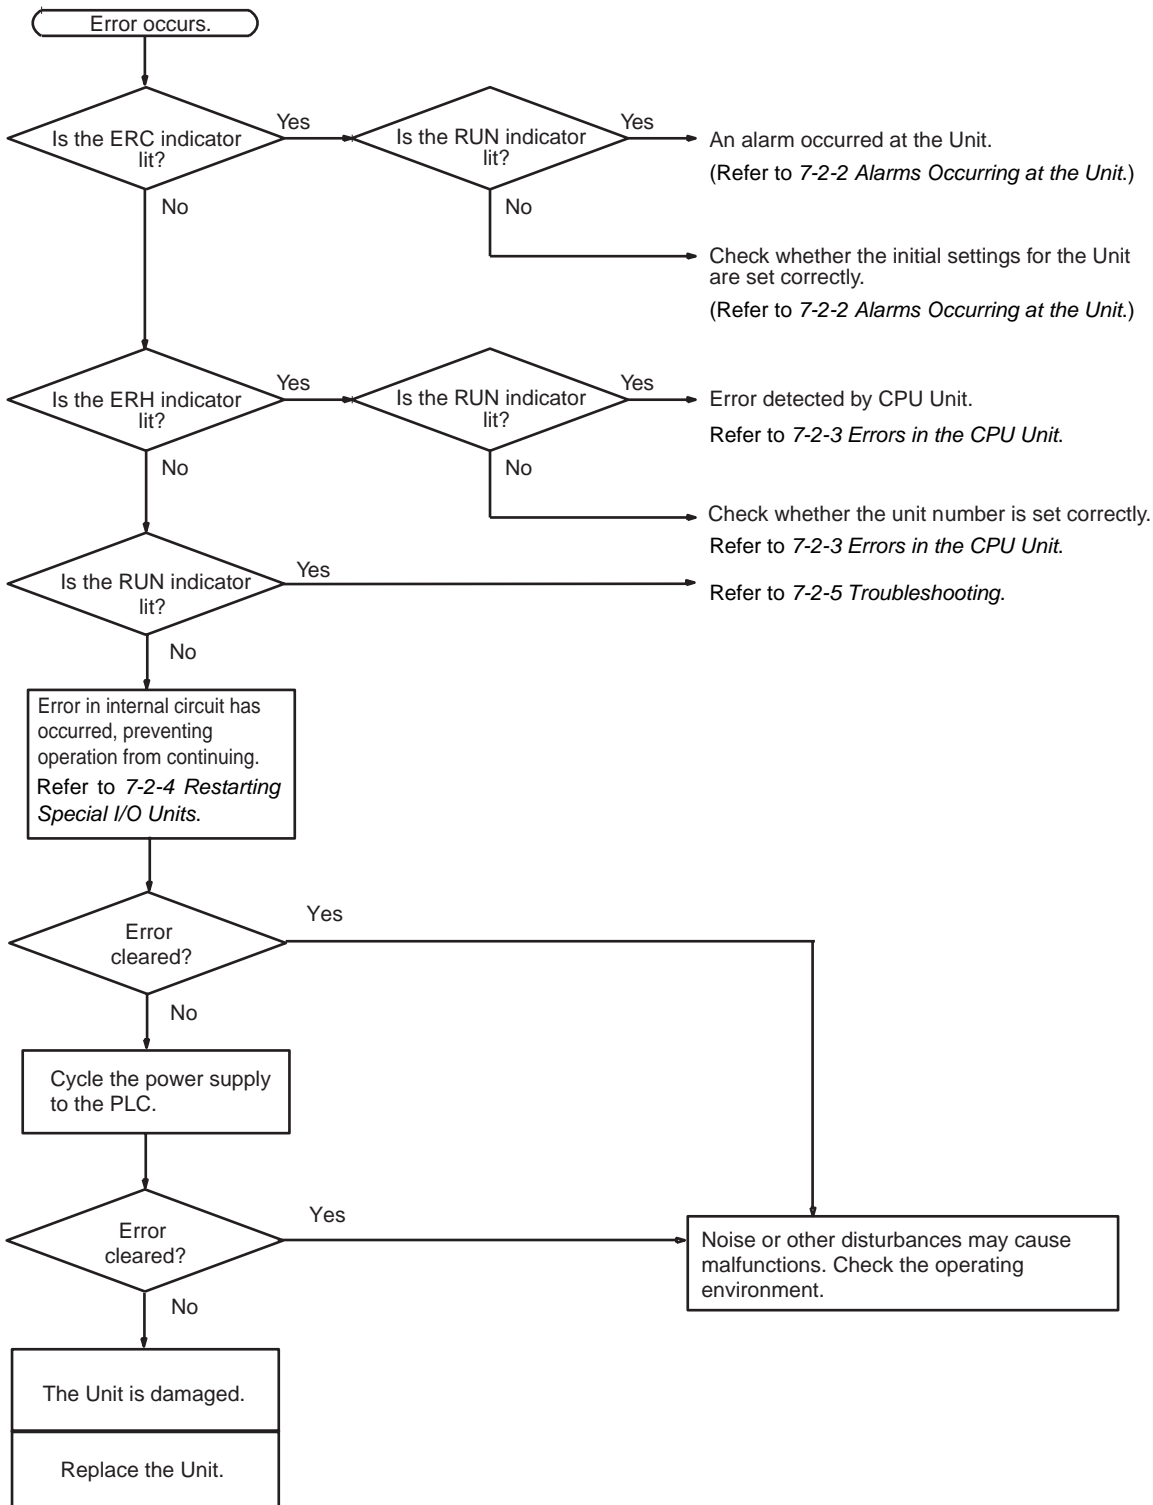 Error occurs.
Is the ERC indicator
lit?
Yes
Is the RUN indicator
lit?
Yes
An alarm occurred at the Unit.
(Refer to 7-2-2 Alarms Occurring at the Unit.)
No
No
Check whether the initial settings for the Unit
are set correctly.
(Refer to 7-2-2 Alarms Occurring at the Unit.)
Is the ERH indicator
lit?
Yes
Is the RUN indicator
lit?
Yes
Error detected by CPU Unit.
Refer to 7-2-3 Errors in the CPU Unit.
No
No
Check whether the unit number is set correctly.
Refer to 7-2-3 Errors in the CPU Unit.
Is the RUN indicator
lit?
Yes
Refer to 7-2-5 Troubleshooting.
No
Error in internal circuit has
occurred, preventing
operation from continuing.
Refer to 7-2-4 Restarting
Special I/O Units.
Error
cleared?
Yes
No
Cycle the power supply
to the PLC.
Error
cleared?
Yes
Noise or other disturbances may cause
malfunctions. Check the operating
environment.
No
The Unit is damaged.
Replace the Unit.